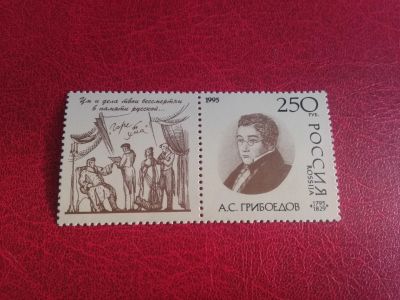 Ум и дела твои бессмертны
в памяти русской...
Горе
от
ума
1995
250
РУБ.
РОССИЯ
ROSSIJA
*1795
*1829
А.С. ГРИБОЕДОВ